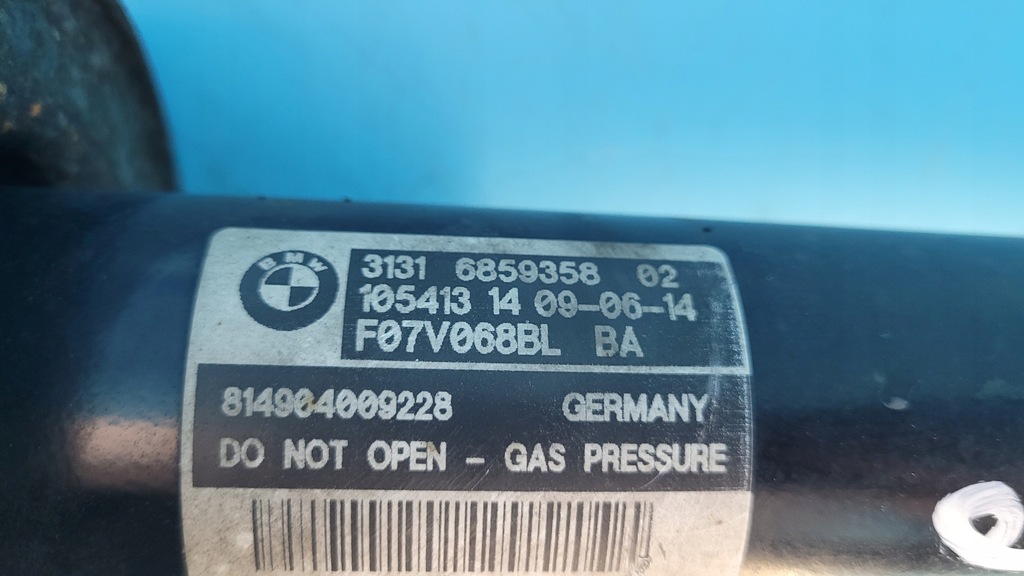 BMW
3131 6859358 02
105413 14 09-06-14
F07V068BL BA
814904009228 GERMANY
DO NOT OPEN - GAS PRESSURE